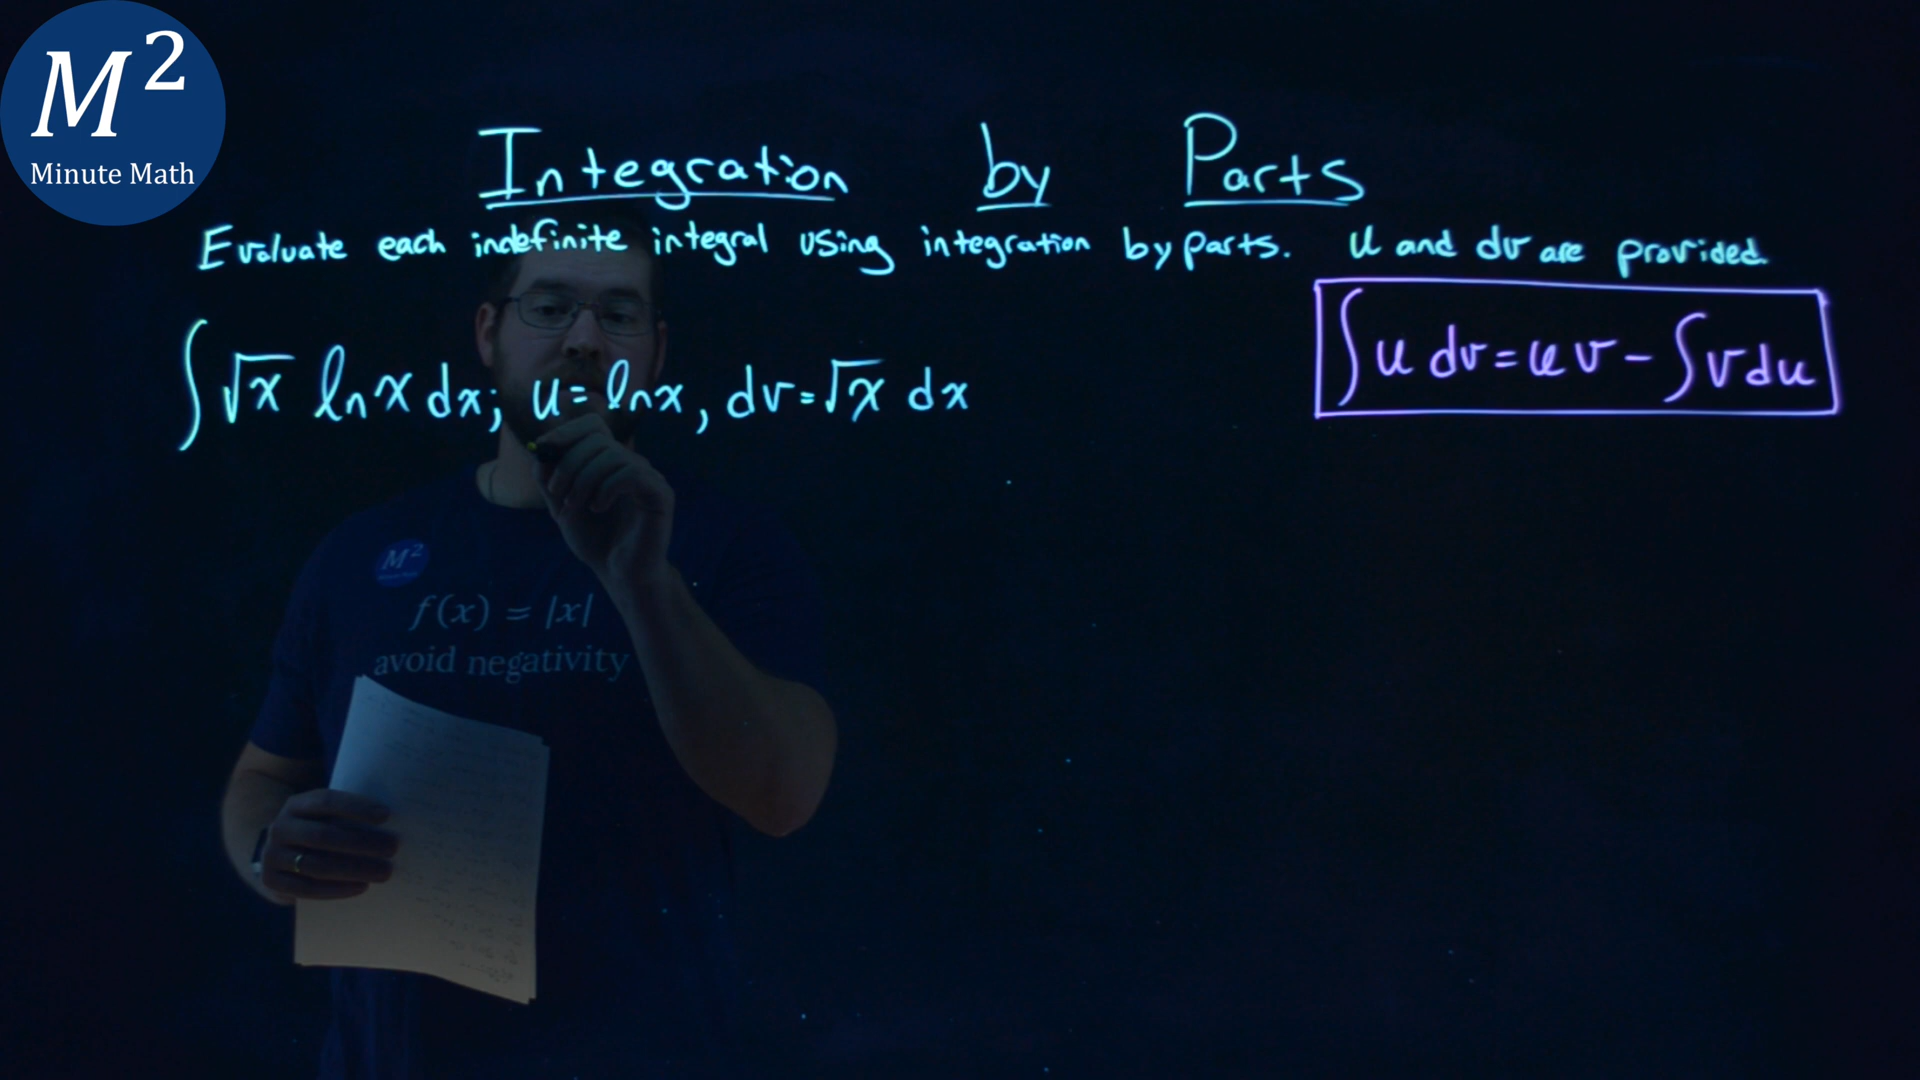 M²
Minute Math
Integration by Parts
Evaluate each indefinite integral using integration by parts. u and dv are provided.
∫ √x ln x dx; u = ln x, dv = √x dx
∫ u dv = uv − ∫ v du
M²
f(x) = |x|
avoid negativity